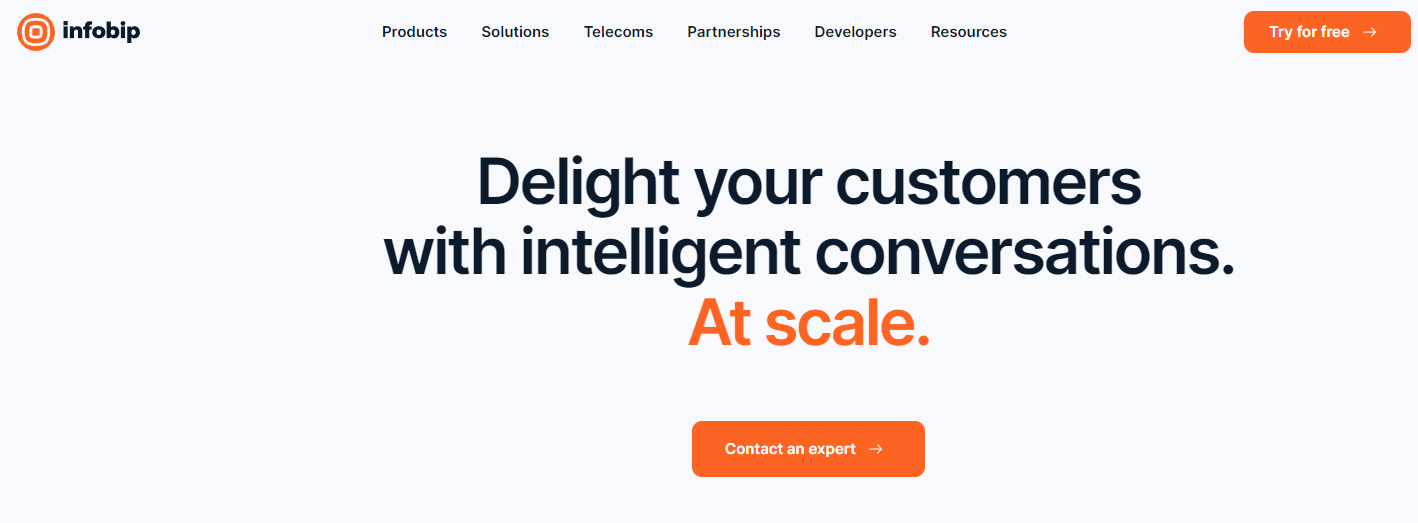 infobip
Products
Solutions
Telecoms
Partnerships
Developers
Resources
Try for free →
Delight your customers
with intelligent conversations.
At scale.
Contact an expert →